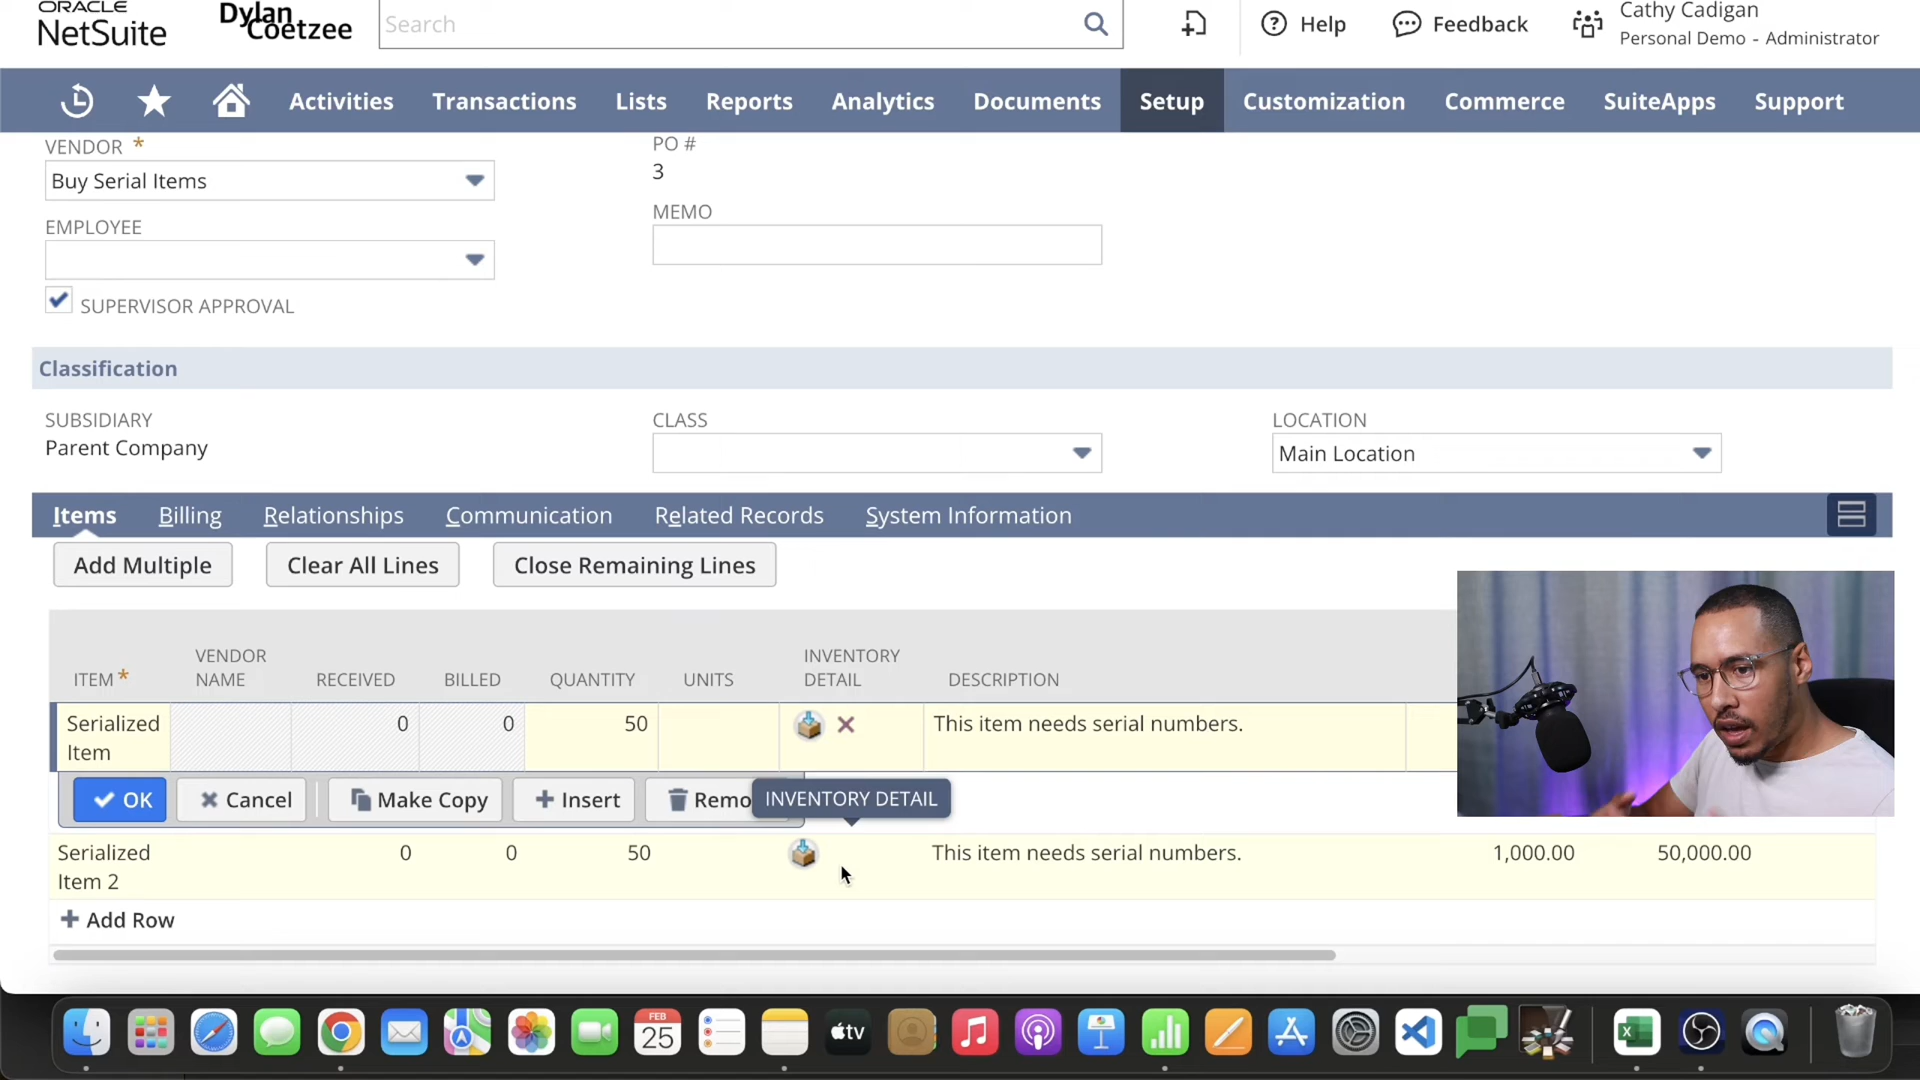 ORACLE
NetSuite
Dylan
Coetzee
Search
Help
Feedback
Cathy Cadigan
Personal Demo - Administrator
Activities
Transactions
Lists
Reports
Analytics
Documents
Setup
Customization
Commerce
SuiteApps
Support
VENDOR *
Buy Serial Items
PO #
3
EMPLOYEE
MEMO
SUPERVISOR APPROVAL
Classification
SUBSIDIARY
Parent Company
CLASS
LOCATION
Main Location
Items
Billing
Relationships
Communication
Related Records
System Information
Add Multiple
Clear All Lines
Close Remaining Lines
ITEM *
VENDOR
NAME
RECEIVED
BILLED
QUANTITY
UNITS
INVENTORY
DETAIL
DESCRIPTION
Serialized
Item
0
0
50
This item needs serial numbers.
OK
Cancel
Make Copy
Insert
Remo
INVENTORY DETAIL
Serialized
Item 2
0
0
50
This item needs serial numbers.
1,000.00
50,000.00
Add Row
FEB
25
tv